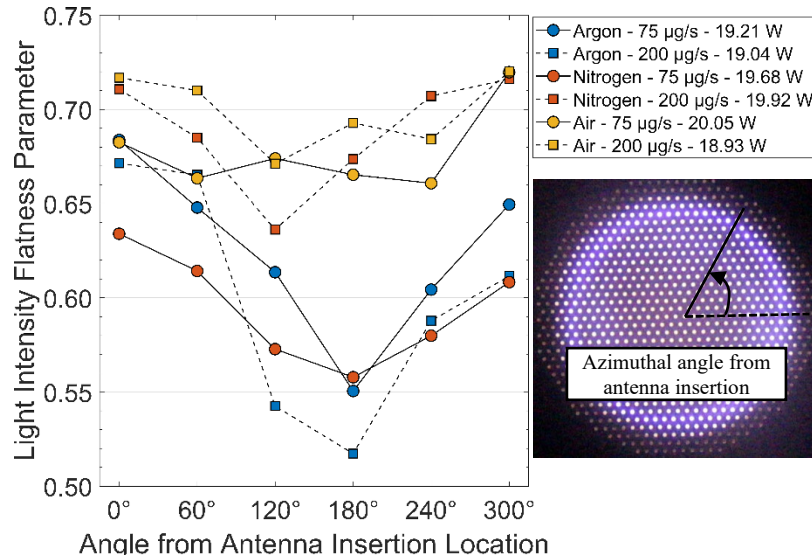 Light Intensity Flatness Parameter
0.75
0.70
0.65
0.60
0.55
0.50
0°
60°
120°
180°
240°
300°
Angle from Antenna Insertion Location
Argon - 75 µg/s - 19.21 W
Argon - 200 µg/s - 19.04 W
Nitrogen - 75 µg/s - 19.68 W
Nitrogen - 200 µg/s - 19.92 W
Air - 75 µg/s - 20.05 W
Air - 200 µg/s - 18.93 W
Azimuthal angle from
antenna insertion